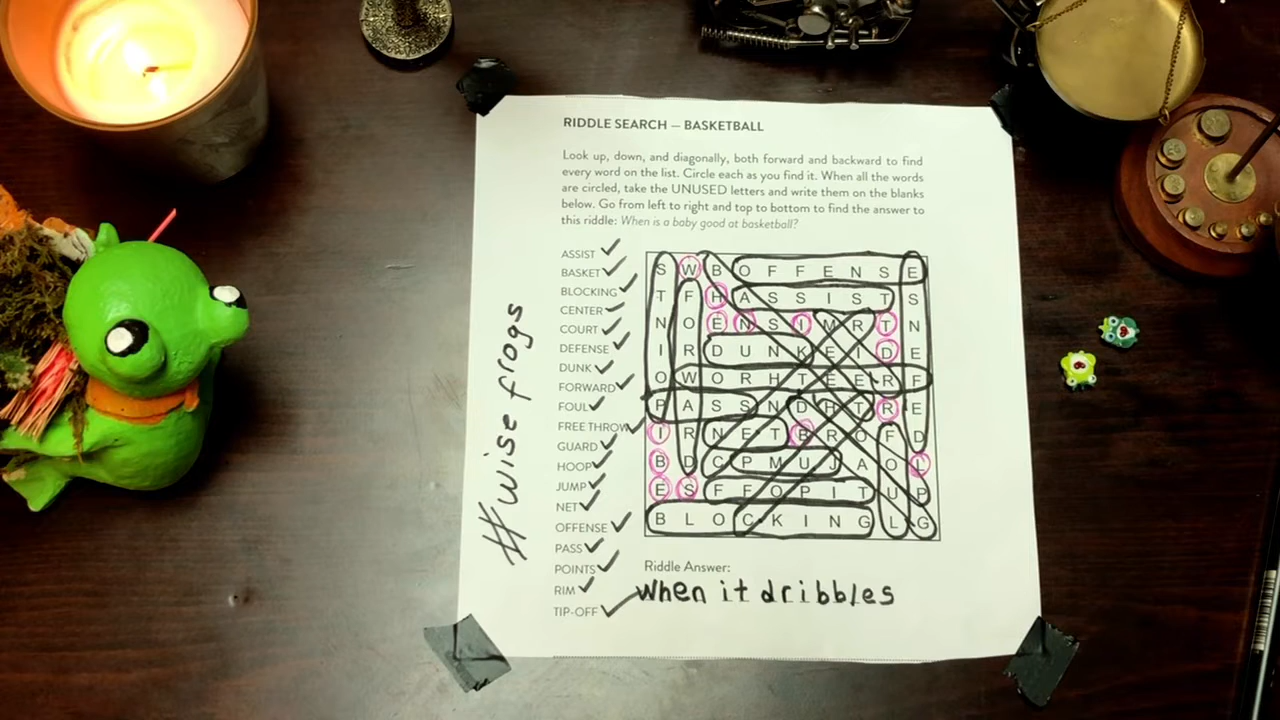 RIDDLE SEARCH — BASKETBALL
Look up, down, and diagonally, both forward and backward to find
every word on the list. Circle each as you find it. When all the words
are circled, take the UNUSED letters and write them on the blanks
below. Go from left to right and top to bottom to find the answer to
this riddle: When is a baby good at basketball?
ASSIST
BASKET
BLOCKING
CENTER
COURT
DEFENSE
DUNK
FORWARD
FOUL
FREE THROW
GUARD
HOOP
JUMP
NET
OFFENSE
PASS
POINTS
RIM
TIP-OFF
S W B O F F E N S E
T F H A S S I S T S
N O E N S I M R T N
I R D U N K E I D E
O W O R H T E E R F
P A S S N D H T R E
I R N E T B R O F D
B D C P M U J A O L
E S F F O P I T U P
B L O C K I N G L G
Riddle Answer:
when it dribbles
#wise frogs